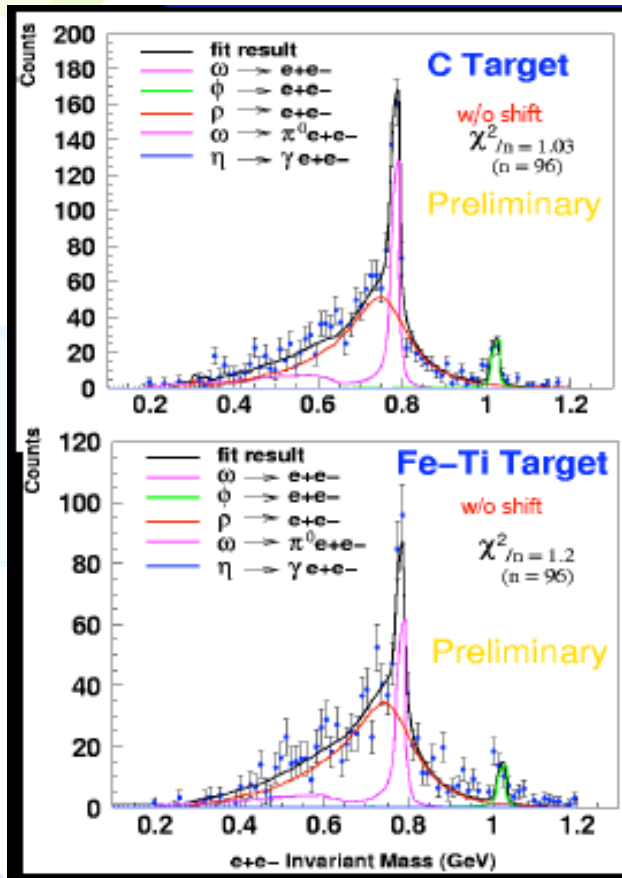 Counts
200
180
160
140
120
100
80
60
40
20
0
fit result
ω → e+e−
ϕ → e+e−
ρ → e+e−
ω → π⁰e+e−
η → γ e+e−
C Target
w/o shift
χ²/n = 1.03
(n = 96)
Preliminary
0.2 0.4 0.6 0.8 1 1.2
Counts
120
100
80
60
40
20
0
fit result
ω → e+e−
ϕ → e+e−
ρ → e+e−
ω → π⁰e+e−
η → γ e+e−
Fe−Ti Target
w/o shift
χ²/n = 1.2
(n = 96)
Preliminary
0.2 0.4 0.6 0.8 1.0 1.2
e+e− Invariant Mass (GeV)